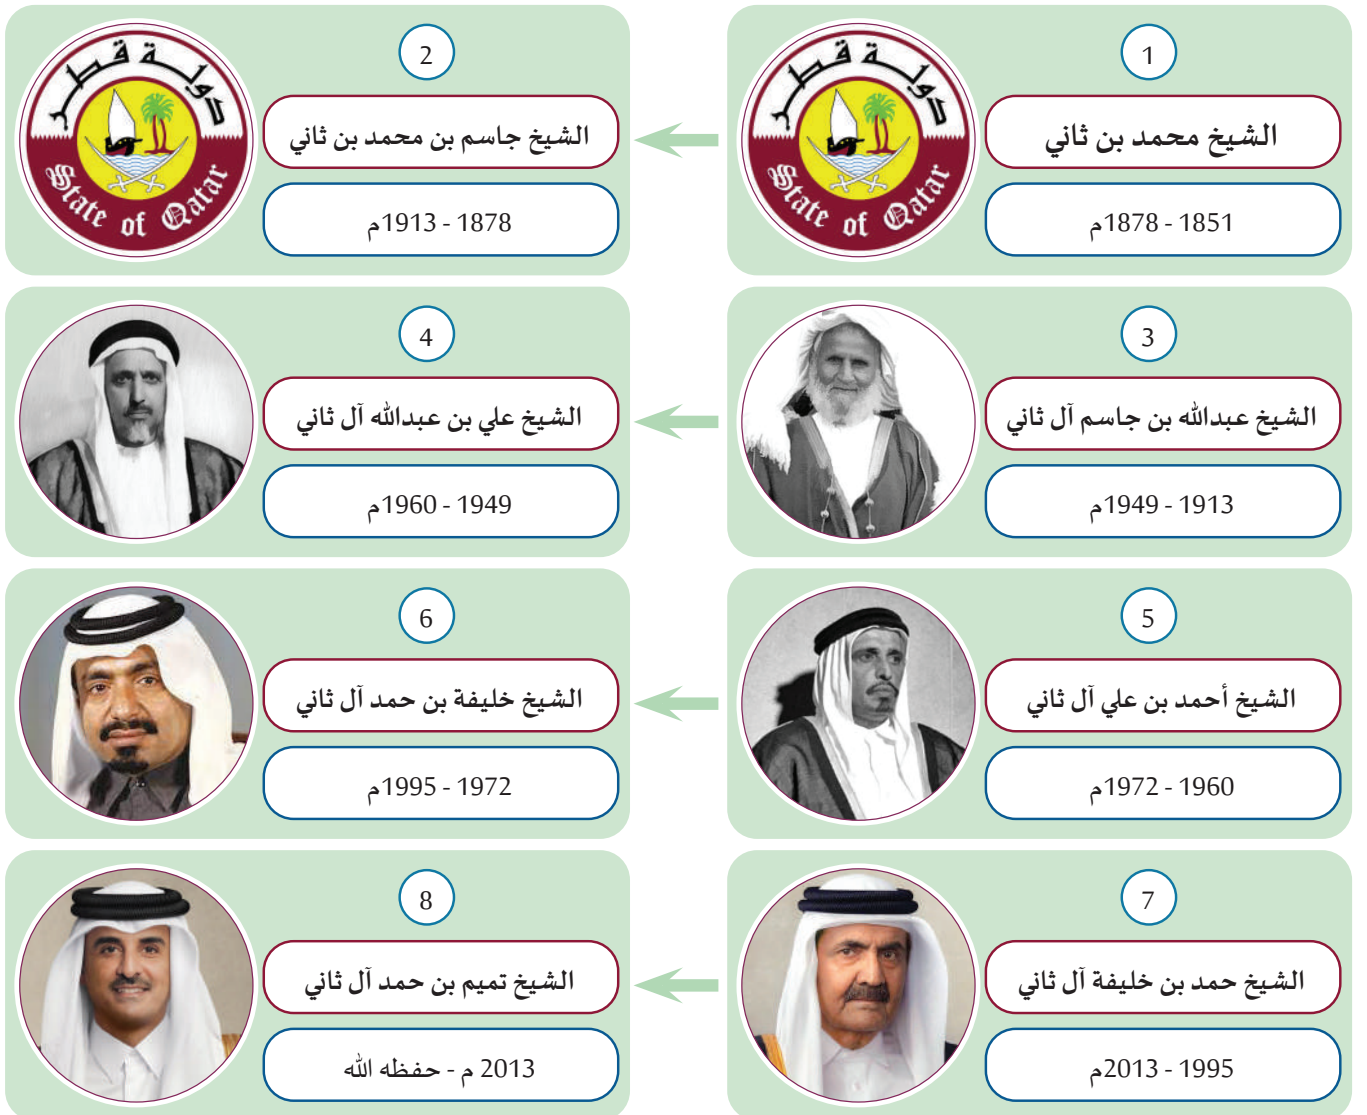 1
دولة قطر
State of Qatar
الشيخ محمد بن ثاني
1851 - 1878م
2
دولة قطر
State of Qatar
الشيخ جاسم بن محمد بن ثاني
1878 - 1913م
3
الشيخ عبدالله بن جاسم آل ثاني
1913 - 1949م
4
الشيخ علي بن عبدالله آل ثاني
1949 - 1960م
5
الشيخ أحمد بن علي آل ثاني
1960 - 1972م
6
الشيخ خليفة بن حمد آل ثاني
1972 - 1995م
7
الشيخ حمد بن خليفة آل ثاني
1995 - 2013م
8
الشيخ تميم بن حمد آل ثاني
2013 م - حفظه الله